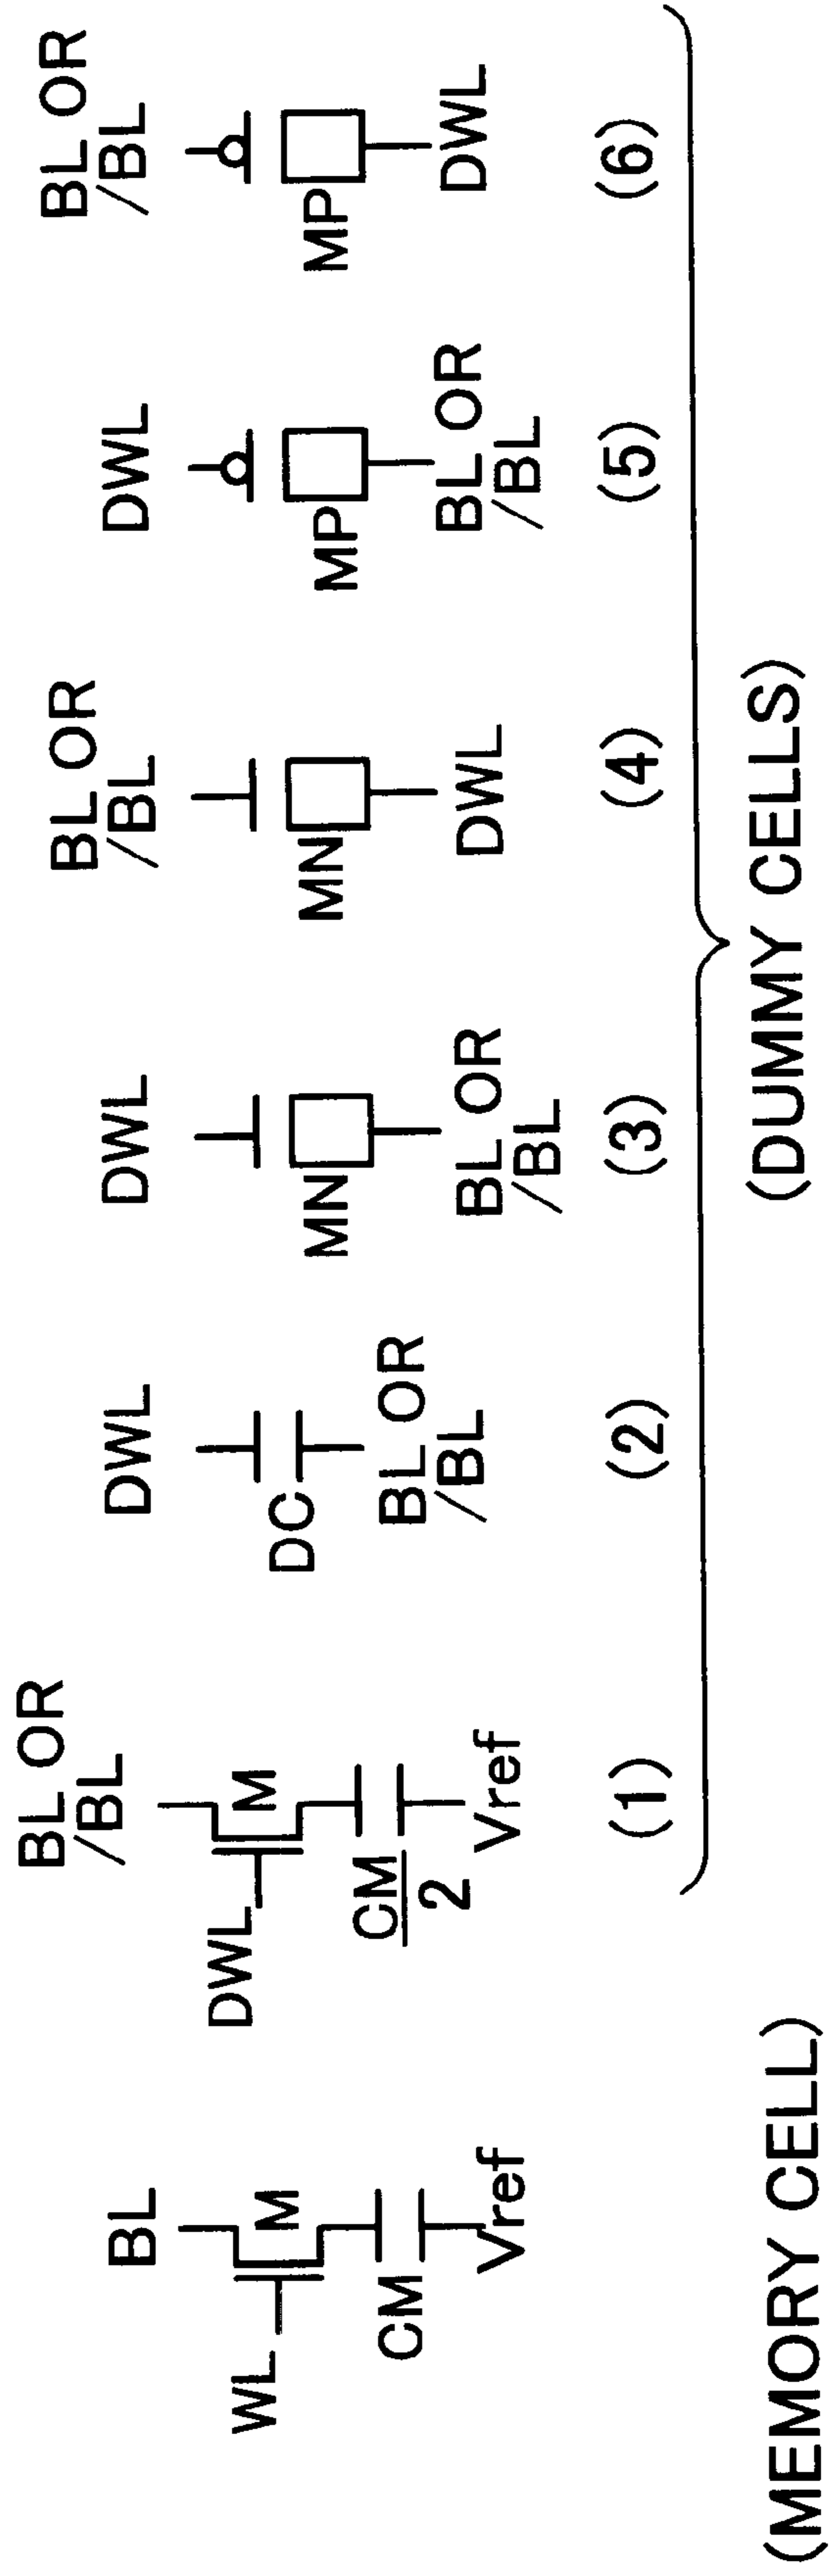 BL
WL
M
CM
Vref
(MEMORY CELL)
BL OR
/BL
DWL
M
CM
2
Vref
(1)
DWL
DC
BL OR
/BL
(2)
DWL
MN
BL OR
/BL
(3)
BL OR
/BL
MN
DWL
(4)
DWL
MP
BL OR
/BL
(5)
BL OR
/BL
MP
DWL
(6)
(DUMMY CELLS)